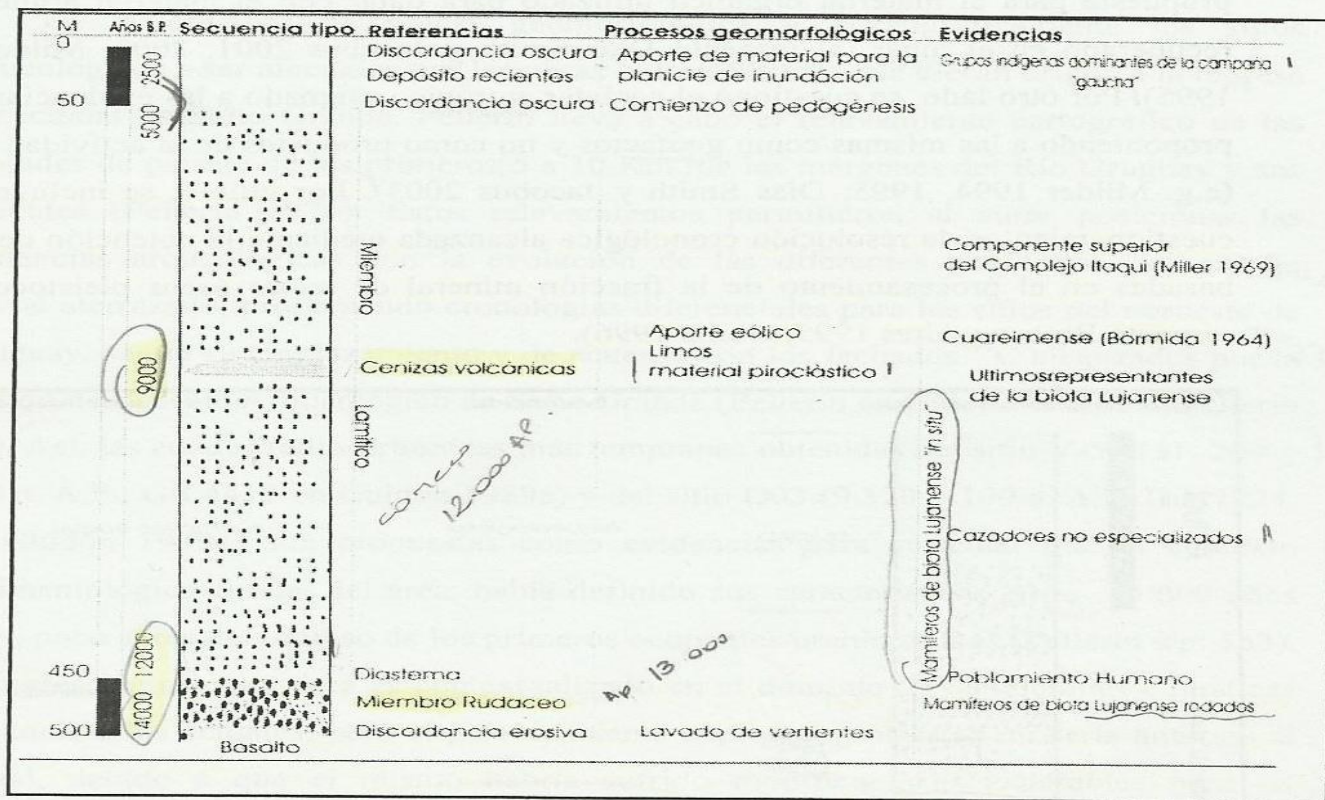 M Años B P. Secuencia tipo Referencias Procesos geomorfológicos Evidencias
0
2500
Discordancia oscura Aporte de material para la
Depósito recientes planicie de inundóción
Grupos indígenas dominantes de la campaña
"gaucha"
50
5000
Discordancia oscura Comienzo de pedogénesis
Miembro
Lamítico
Componente superior
del Complejo Itaqui (Miller 1969)
9000
Cenizas volcánicas
Aporte eólico
Limos
material piroclástico
Cuareimense (Bórmida 1964)
Ultimosrepresentantes
de la biota Lujanense
12.000 AP.
Mamíferos de biota Lujanense "in situ"
Cazadores no especializados
450
12000
Diastema
AP. 13.000
Poblamiento Humano
14000
Miembro Rudaceo
Mamíferos de biota Lujanense rodados
500
Discordancia erosiva Lavado de vertientes
Basalto